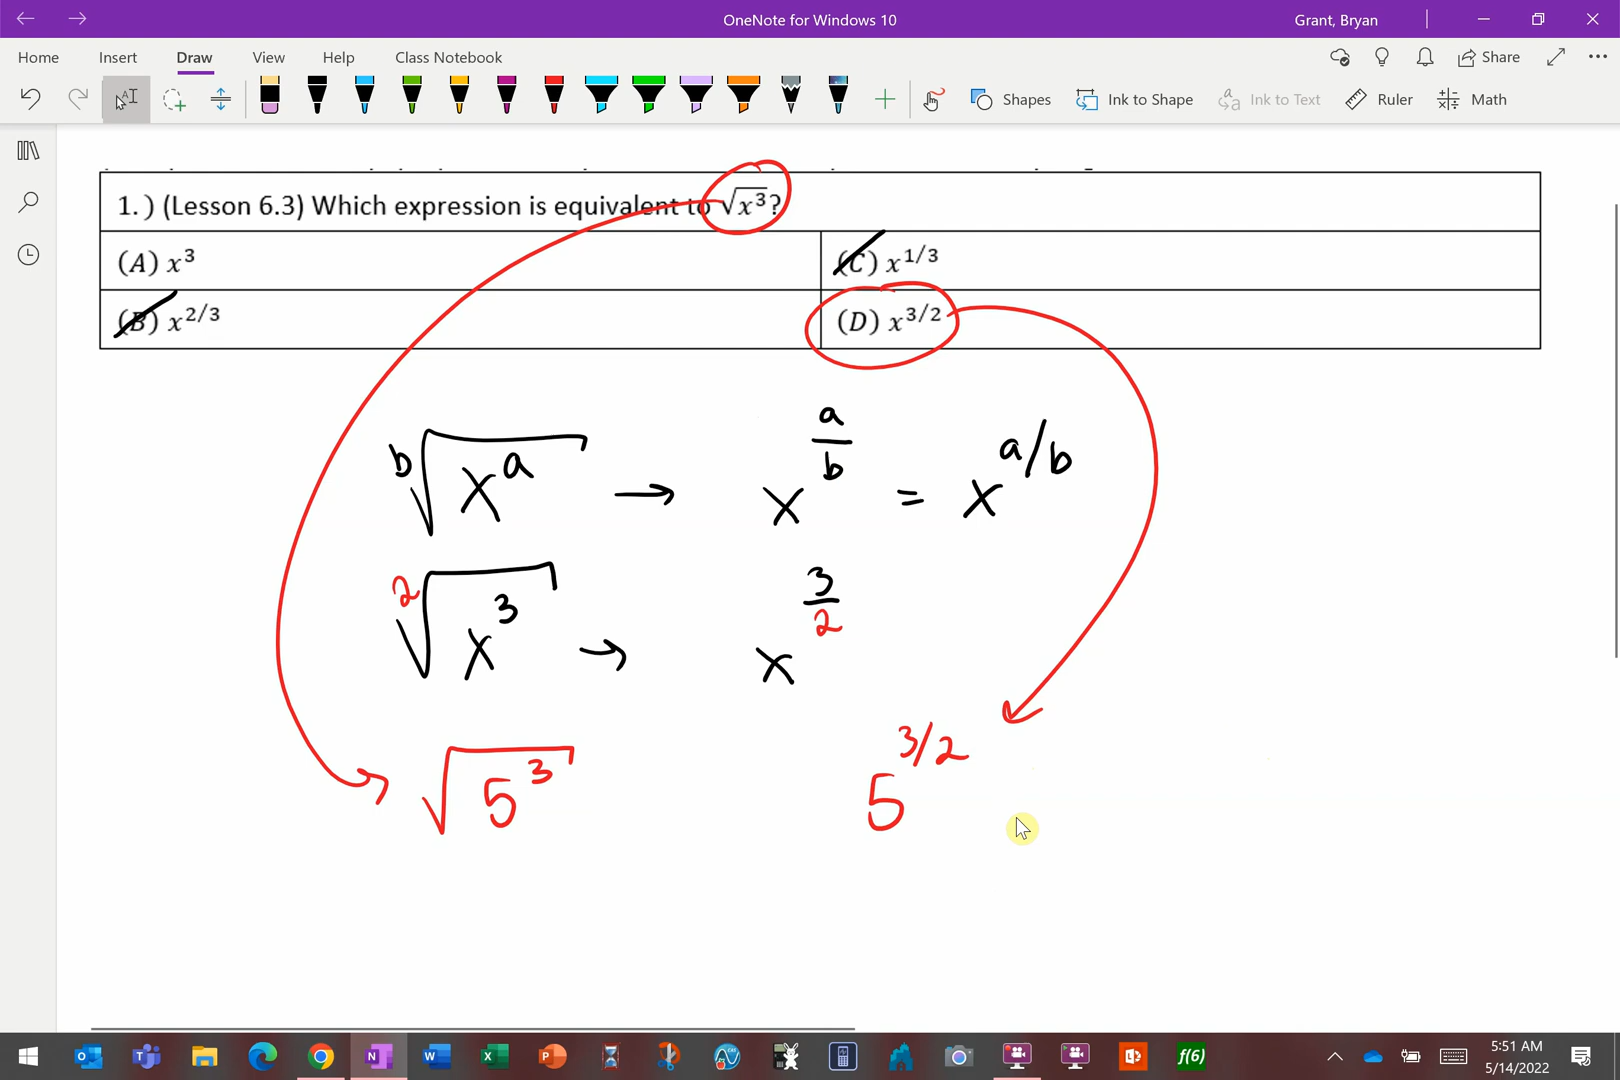 OneNote for Windows 10
Grant, Bryan
Home Insert Draw View Help Class Notebook
Share
Shapes Ink to Shape Ink to Text Ruler Math
1.) (Lesson 6.3) Which expression is equivalent to √x³?
(A) x³
(C) x^1/3
(B) x^2/3
(D) x^3/2
ᵇ√xᵃ → x^a/b = x^a/b
²√x³ → x^3/2
√5³ 5^3/2
f(6)
5:51 AM
5/14/2022